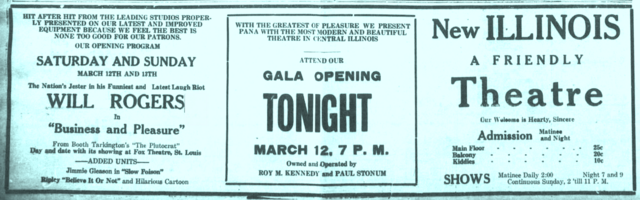 HIT AFTER HIT FROM THE LEADING STUDIOS PROPER-
LY PRESENTED ON OUR LATEST AND IMPROVED
EQUIPMENT BECAUSE WE FEEL THE BEST IS
NONE TOO GOOD FOR OUR PATRONS.
OUR OPENING PROGRAM
SATURDAY AND SUNDAY
MARCH 12TH AND 13TH
The Nation's Jester in his Funniest and Latest Laugh Riot
WILL ROGERS
In
"Business and Pleasure"
From Booth Tarkington's "The Plutocrat"
Day and date with its showing at Fox Theatre, St. Louis
—ADDED UNITS—
Jimmie Gleason in "Slow Poison"
Ripley "Believe It Or Not" and Hilarious Cartoon
WITH THE GREATEST OF PLEASURE WE PRESENT
PANA WITH THE MOST MODERN AND BEAUTIFUL
THEATRE IN CENTRAL ILLINOIS
ATTEND OUR
GALA OPENING
TONIGHT
MARCH 12, 7 P. M.
Owned and Operated by
ROY M. KENNEDY and PAUL STONUM
New ILLINOIS
A FRIENDLY
Theatre
Our Welcome is Hearty, Sincere
Admission Matinee and Night
Main Floor - - - - - 25c
Balcony - - - - - 20c
Kiddies - - - - - 10c
SHOWS Matinee Daily 2:00 Night 7 and 9
Continuous Sunday, 2 'till 11 P. M.